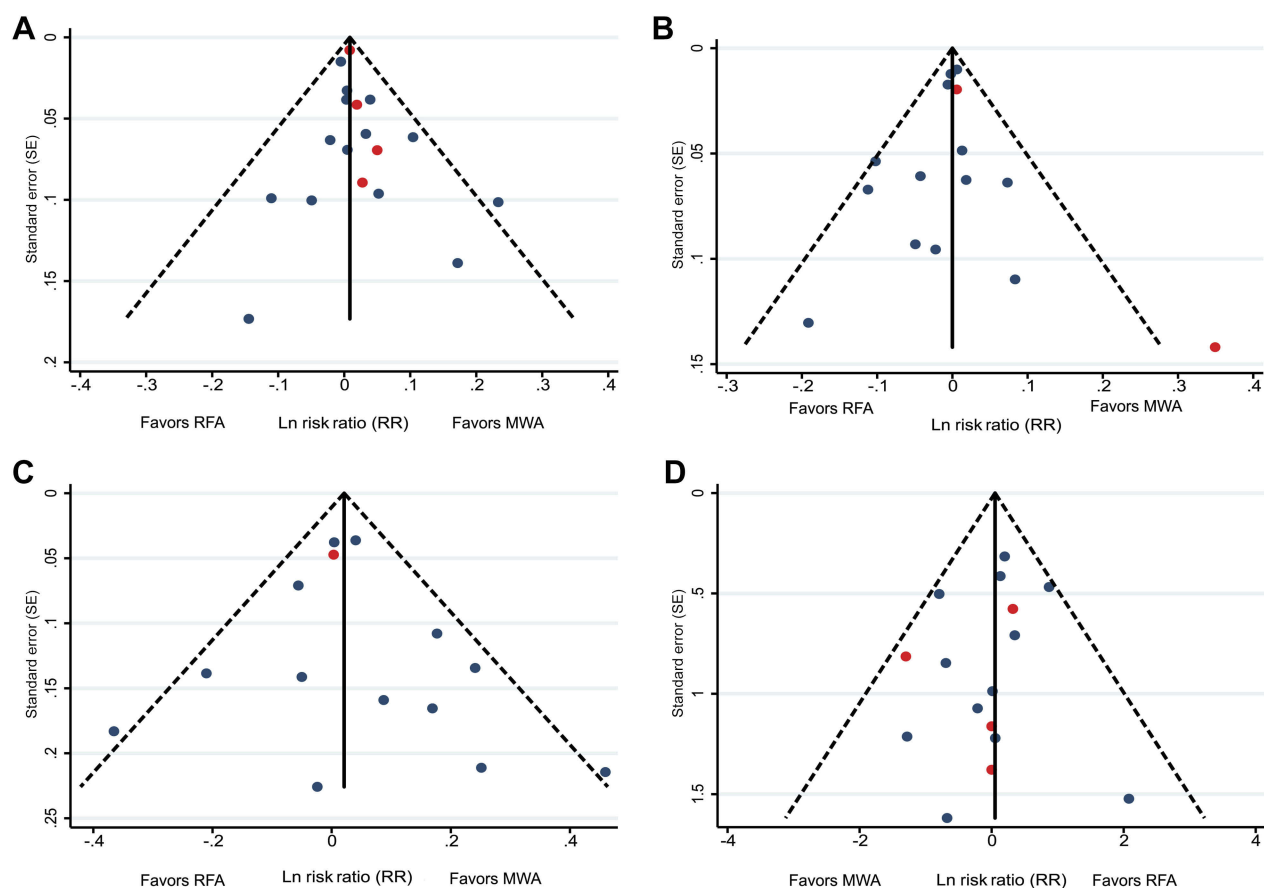 A
0
.05
.1
.15
.2
Standard error (SE)
-.4 -.3 -.2 -.1 0 .1 .2 .3 .4
Favors RFA Ln risk ratio (RR) Favors MWA
B
0
.05
.1
.15
Standard error (SE)
-.3 -.2 -.1 0 .1 .2 .3 .4
Favors RFA Favors MWA
Ln risk ratio (RR)
C
0
.05
.1
.15
.2
.25
Standard error (SE)
-.4 -.2 0 .2 .4
Favors RFA Ln risk ratio (RR) Favors MWA
D
0
.5
1
1.5
Standard error (SE)
-4 -2 0 2 4
Favors MWA Ln risk ratio (RR) Favors RFA